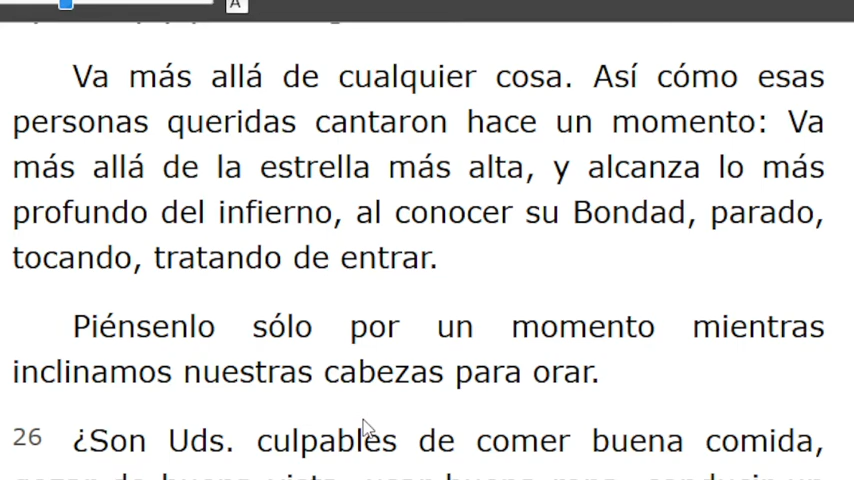 A
Va más allá de cualquier cosa. Así cómo esas
personas queridas cantaron hace un momento: Va
más allá de la estrella más alta, y alcanza lo más
profundo del infierno, al conocer su Bondad, parado,
tocando, tratando de entrar.
Piénsenlo sólo por un momento mientras
inclinamos nuestras cabezas para orar.
26 ¿Son Uds. culpables de comer buena comida,